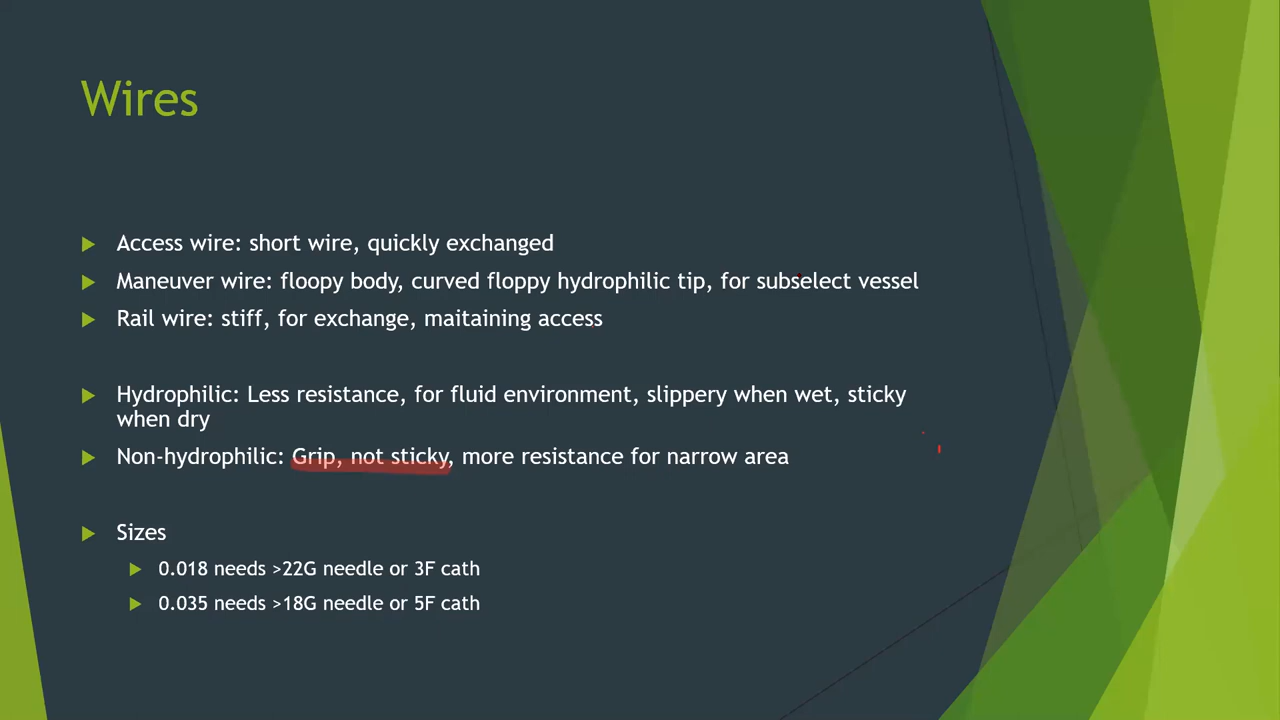 Wires
Access wire: short wire, quickly exchanged
Maneuver wire: floopy body, curved floppy hydrophilic tip, for subselect vessel
Rail wire: stiff, for exchange, maitaining access
Hydrophilic: Less resistance, for fluid environment, slippery when wet, sticky
when dry
Non-hydrophilic: Grip, not sticky, more resistance for narrow area
Sizes
0.018 needs >22G needle or 3F cath
0.035 needs >18G needle or 5F cath